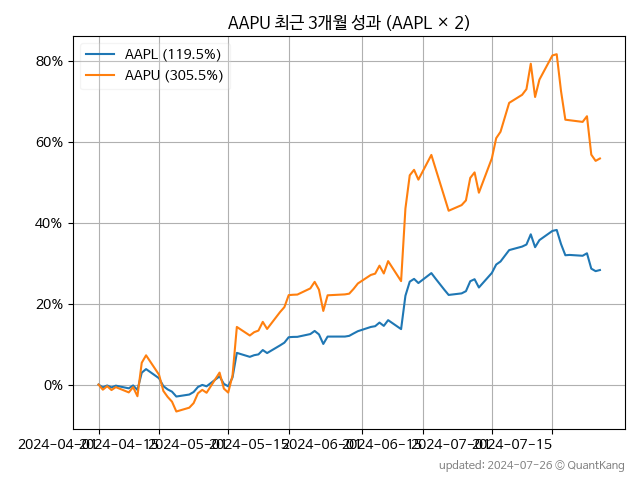 AAPU 최근 3개월 성과 (AAPL × 2)
AAPL (119.5%)
AAPU (305.5%)
80%
60%
40%
20%
0%
2024-04-01 2024-04-15 2024-05-01 2024-05-15 2024-06-01 2024-06-15 2024-07-01 2024-07-15
updated: 2024-07-26 © QuantKang